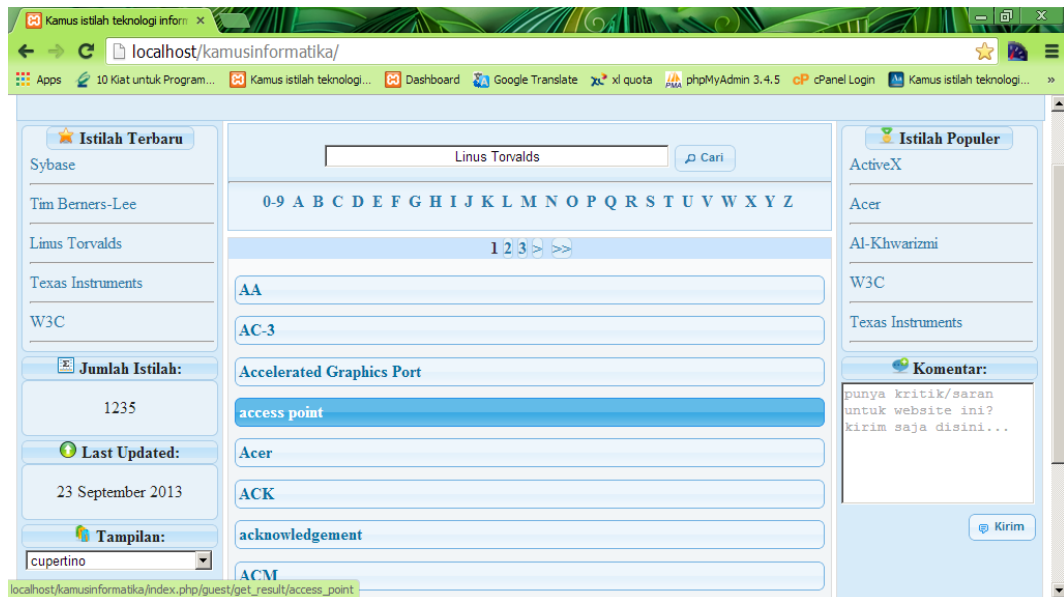 Kamus istilah teknologi inform
localhost/kamusinformatika/
Apps 10 Kiat untuk Program... Kamus istilah teknologi... Dashboard Google Translate xl quota phpMyAdmin 3.4.5 cPanel Login Kamus istilah teknologi... »
Istilah Terbaru
Sybase
Tim Berners-Lee
Linus Torvalds
Texas Instruments
W3C
Jumlah Istilah:
1235
Last Updated:
23 September 2013
Tampilan:
cupertino
Linus Torvalds
Cari
0-9 A B C D E F G H I J K L M N O P Q R S T U V W X Y Z
1 2 3 > >>
AA
AC-3
Accelerated Graphics Port
access point
Acer
ACK
acknowledgement
ACM
Istilah Populer
ActiveX
Acer
Al-Khwarizmi
W3C
Texas Instruments
Komentar:
punya kritik/saran
untuk website ini?
kirim saja disini...
Kirim
localhost/kamusinformatika/index.php/guest/get_result/access_point